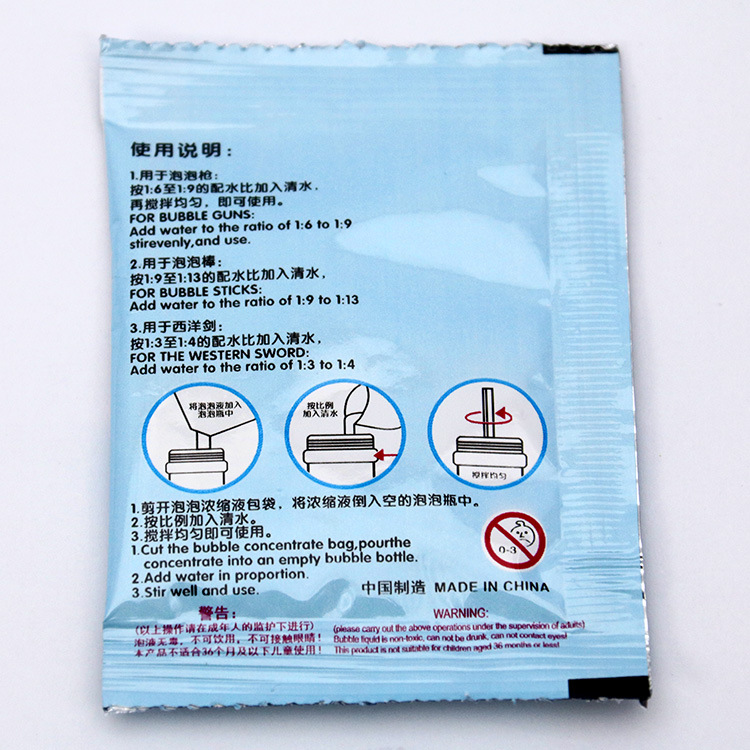 使用说明：
1.用于泡泡枪：
按1:6至1:9的配水比加入清水，
再搅拌均匀，即可使用。
FOR BUBBLE GUNS:
Add water to the ratio of 1:6 to 1:9
stirevenly,and use.
2.用于泡泡棒：
按1:9至1:13的配水比加入清水，
FOR BUBBLE STICKS:
Add water to the ratio of 1:9 to 1:13
3.用于西洋剑：
按1:3至1:4的配水比加入清水，
FOR THE WESTERN SWORD:
Add water to the ratio of 1:3 to 1:4
将泡泡液加入
泡泡瓶中
按比例
加入清水
搅拌均匀
1.剪开泡泡浓缩液包袋，将浓缩液倒入空的泡泡瓶中。
2.按比例加入清水。
3.搅拌均匀即可使用。
1.Cut the bubble concentrate bag,pourthe
concentrate into an empty bubble bottle.
2.Add water in proportion.
3.Stir well and use.
0-3
中国制造 MADE IN CHINA
警告：
(以上操作请在成年人的监护下进行)
泡液无毒，不可饮用，不可接触眼睛！
本产品不适合36个月及以下儿童使用！
WARNING:
(please carry out the above operations under the supervision of adults)
Bubble fiquid is non-toxic, can not be drunk, can not contact eyes!
This product is not suitable for children aged 36 months or less!